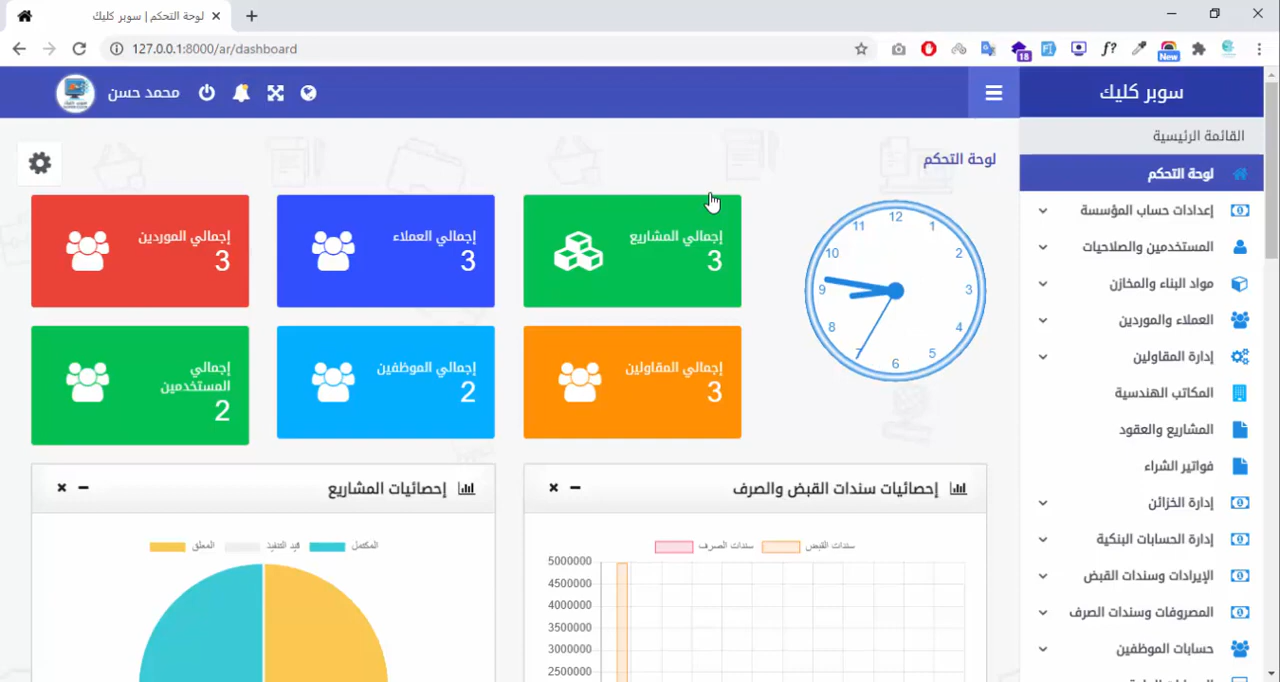 لوحة التحكم | سوبر كليك
127.0.0.1:8000/ar/dashboard
18
New
f?
سوبر كليك
محمد حسن
القائمة الرئيسية
لوحة التحكم
إعدادات حساب المؤسسة
المستخدمين والصلاحيات
مواد البناء والمخازن
العملاء والموردين
إدارة المقاولين
المكاتب الهندسية
المشاريع والعقود
فواتير الشراء
إدارة الخزائن
إدارة الحسابات البنكية
الإيرادات وسندات القبض
المصروفات وسندات الصرف
حسابات الموظفين
لوحة التحكم
12
1
2
3
4
5
6
7
8
9
10
11
إجمالي المشاريع
3
إجمالي العملاء
3
إجمالي الموردين
3
إجمالي المقاولين
3
إجمالي الموظفين
2
إجمالي
المستخدمين
2
إحصائيات سندات القبض والصرف
سندات القبض
سندات الصرف
5000000
4500000
4000000
3500000
3000000
2500000
إحصائيات المشاريع
المكتمل
قيد التنفيذ
المعلق